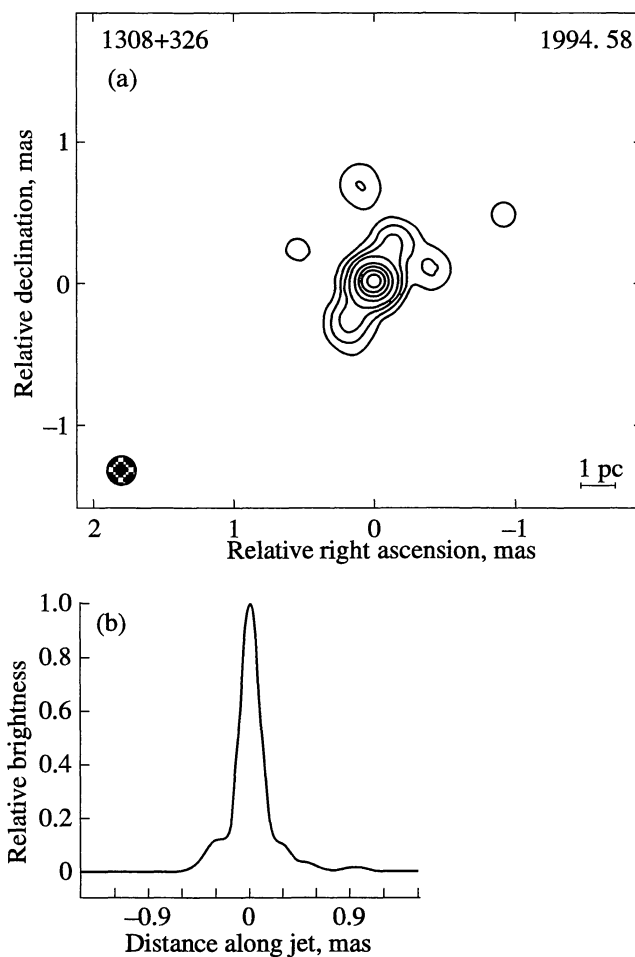 1308+326 1994. 58
(a)
1
0
−1
Relative declination, mas
1 pc
2 1 0 −1
Relative right ascension, mas
(b)
1.0
0.8
0.6
0.4
0.2
0
Relative brightness
−0.9 0 0.9
Distance along jet, mas